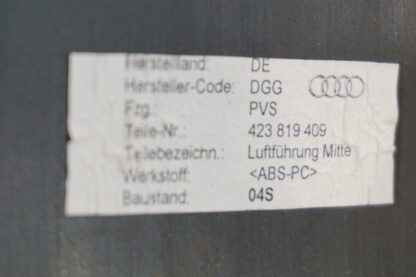 Herstelland: DE
Hersteller-Code: DGG
Frg.: PVS
Teile-Nr.: 423 819 409
Teilebezeichn.: Luftführung Mitte
Werkstoff: <ABS-PC>
Baustand: 04S